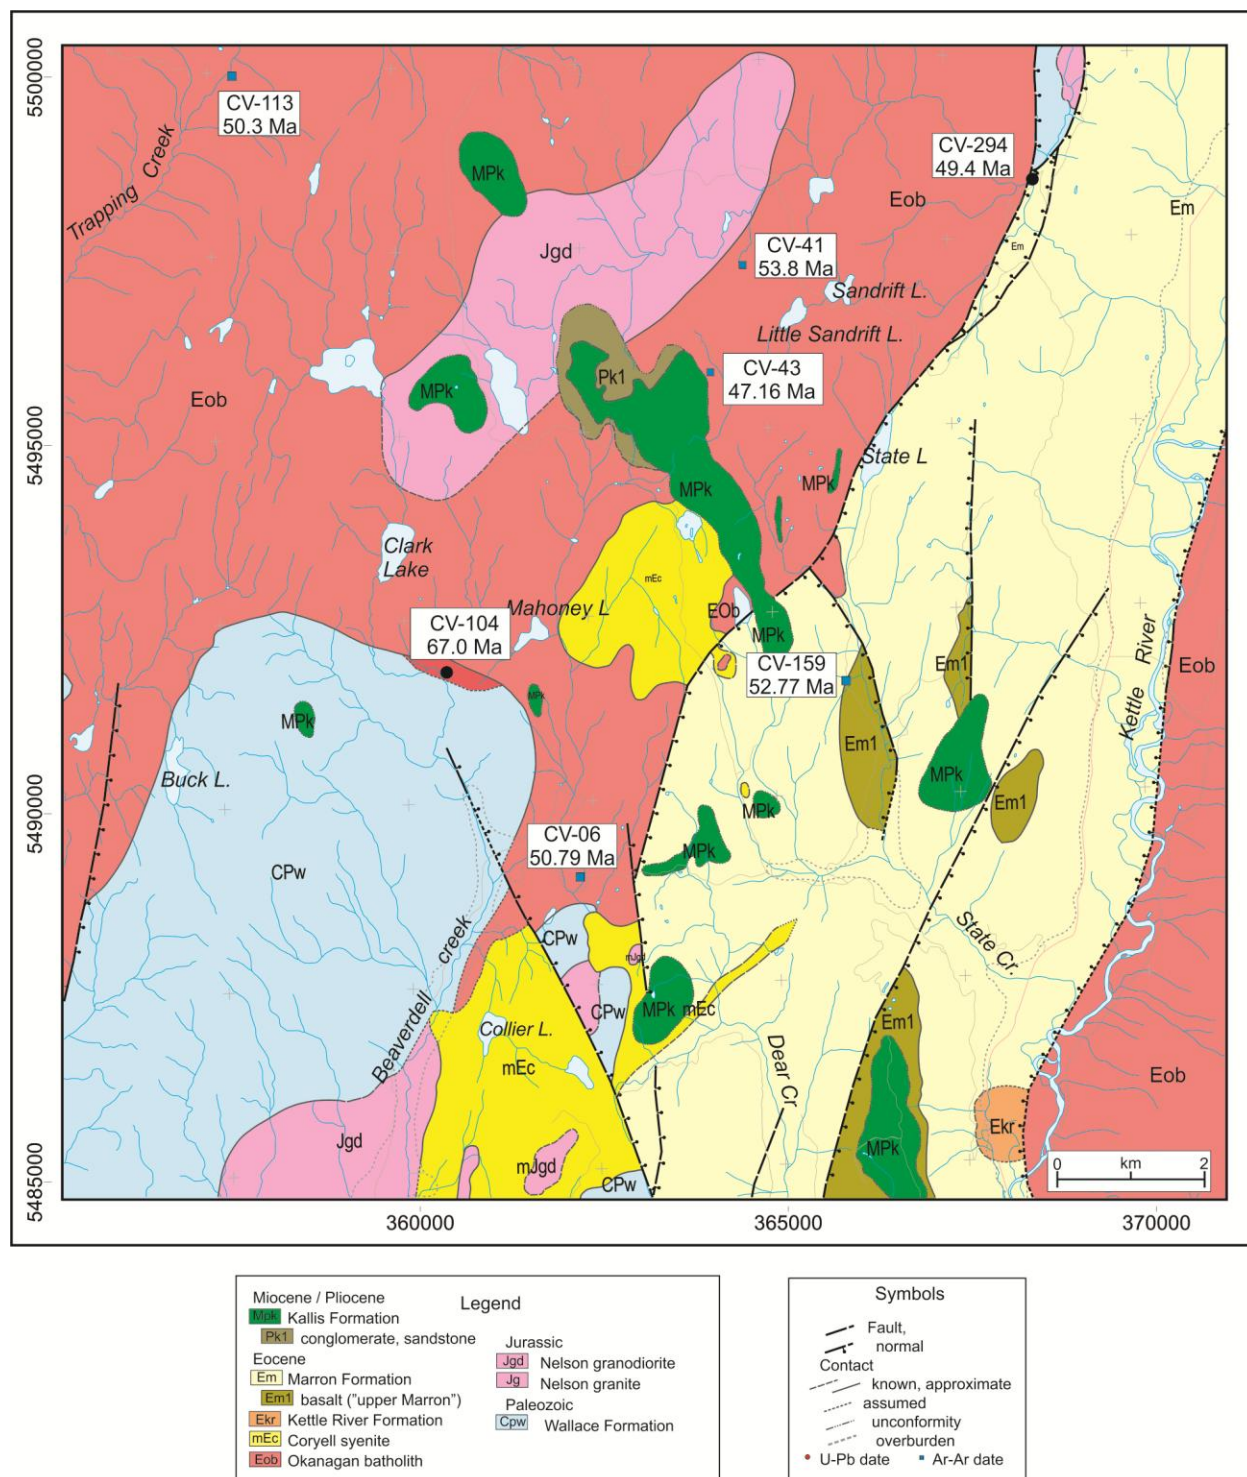 5500000
5495000
5490000
5485000
360000
365000
370000
CV-113
50.3 Ma
Trapping Creek
MPk
Jgd
Eob
CV-294
49.4 Ma
Em
Em
CV-41
53.8 Ma
Sandrift L.
Little Sandrift L.
CV-43
47.16 Ma
Pk1
MPk
Eob
MPk
MPk
State L
Clark
Lake
mEc
Mahoney L
EOb
MPk
CV-104
67.0 Ma
CV-159
52.77 Ma
Em1
Kettle River
Eob
MPk
MPk
Buck L.
Em1
MPk
Em1
MPk
MPk
CV-06
50.79 Ma
CPw
Beaverdell creek
CPw
mJgd
State Cr.
Collier L.
CPw
MPk
mEc
Em1
Dear Cr
mEc
Eob
Jgd
mJgd
CPw
MPk
Ekr
0 km 2
Legend
Miocene / Pliocene
Mpk Kallis Formation
Pk1 conglomerate, sandstone
Eocene
Em Marron Formation
Em1 basalt ("upper Marron")
Ekr Kettle River Formation
mEc Coryell syenite
Eob Okanagan batholith
Jurassic
Jgd Nelson granodiorite
Jg Nelson granite
Paleozoic
Cpw Wallace Formation
Symbols
Fault,
normal
Contact
known, approximate
assumed
unconformity
overburden
U-Pb date Ar-Ar date